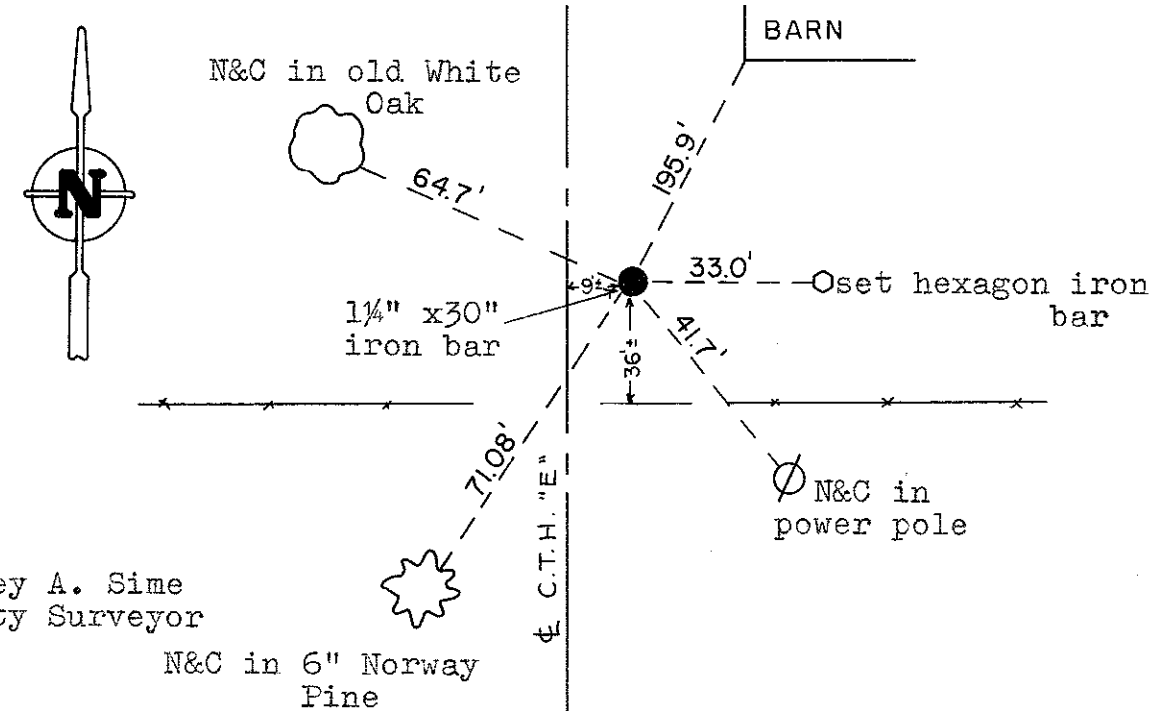 BARN
N&C in old White
Oak
N
64.7'
195.9'
9'±
33.0'
set hexagon iron
bar
1¼" x30"
iron bar
36'±
41.7'
71.08'
℄ C.T.H. "E"
N&C in
power pole
ey A. Sime
ty Surveyor
N&C in 6" Norway
Pine